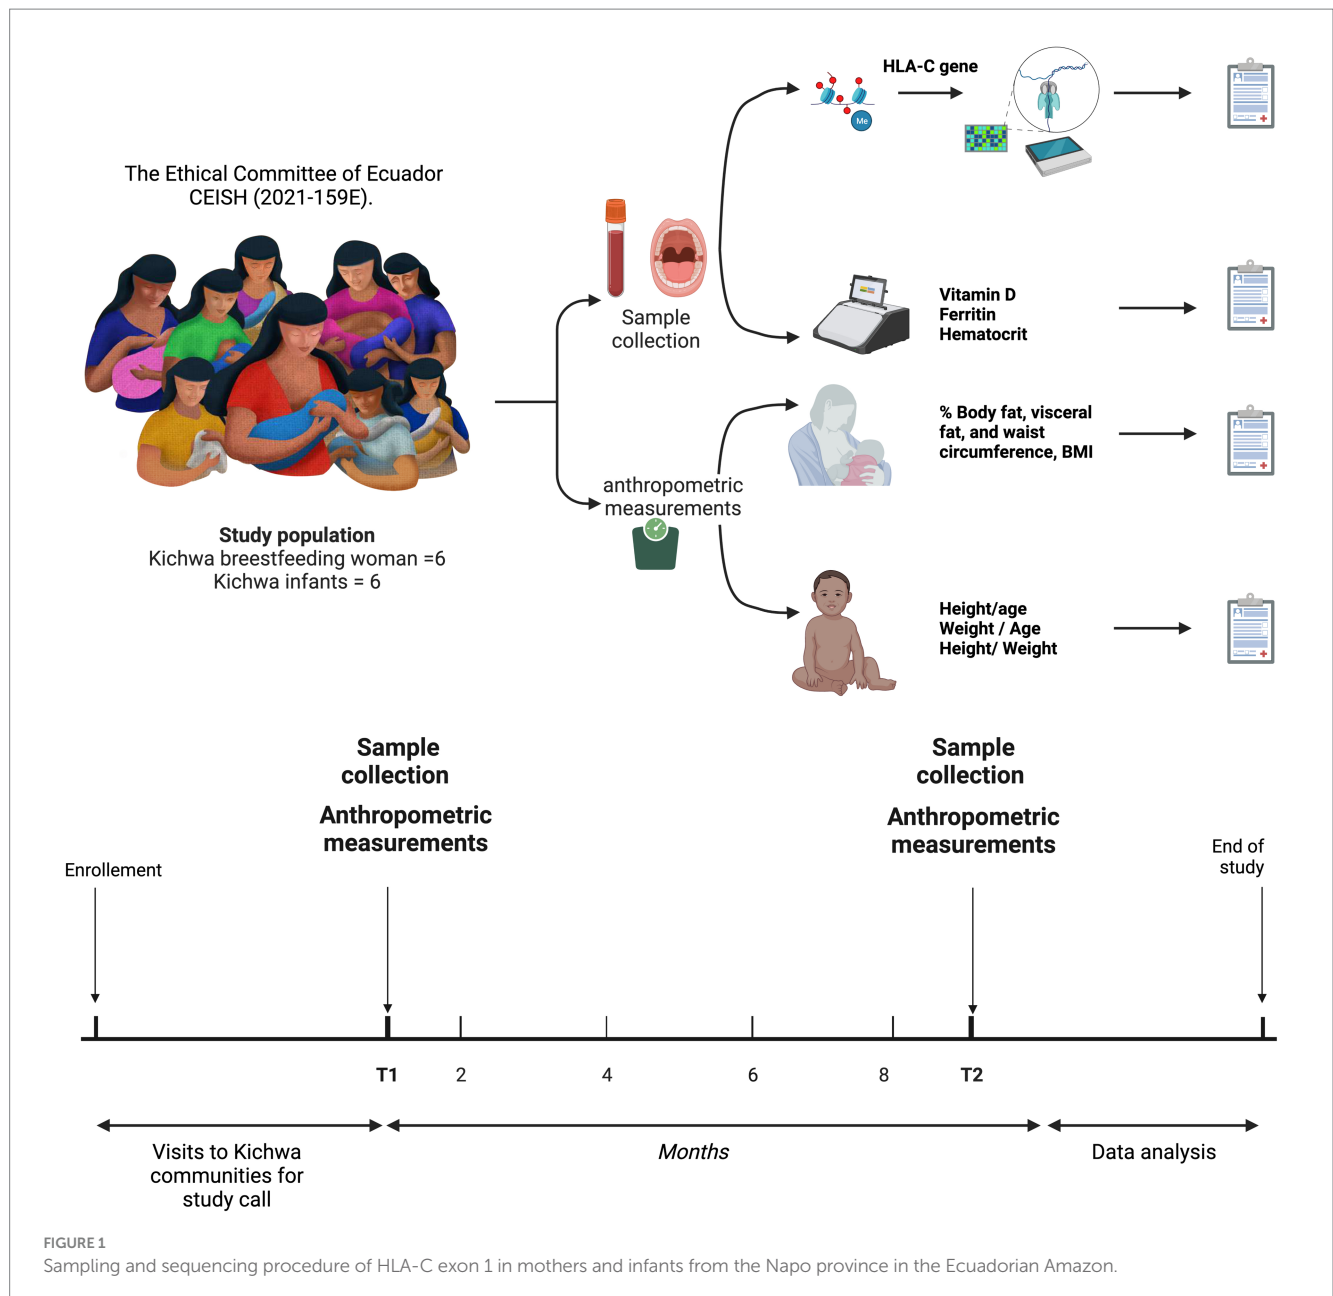 The Ethical Committee of Ecuador
CEISH (2021-159E).
Study population
Kichwa breestfeeding woman =6
Kichwa infants = 6
Sample
collection
anthropometric
measurements
HLA-C gene
Me
Vitamin D
Ferritin
Hematocrit
% Body fat, visceral
fat, and waist
circumference, BMI
Height/age
Weight / Age
Height/ Weight
Enrollement
Sample
collection
Anthropometric
measurements
Sample
collection
Anthropometric
measurements
End of
study
T1
2
4
6
8
T2
Visits to Kichwa
communities for
study call
Months
Data analysis
FIGURE 1
Sampling and sequencing procedure of HLA-C exon 1 in mothers and infants from the Napo province in the Ecuadorian Amazon.